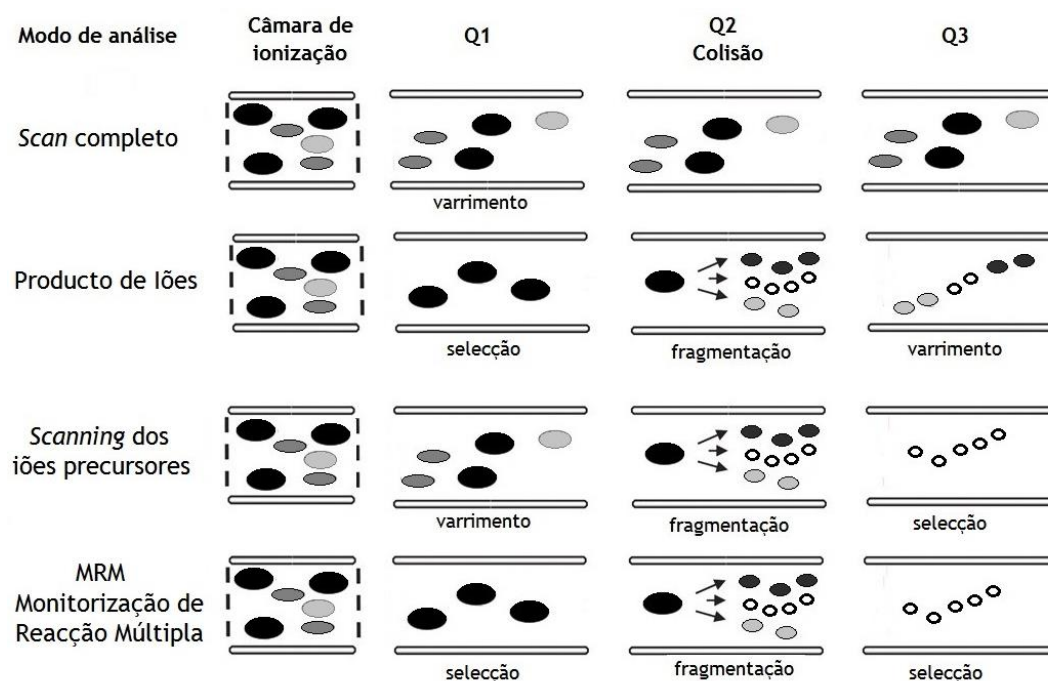 Modo de análise
Câmara de
ionização
Q1
Q2
Colisão
Q3
Scan completo
varrimento
Producto de Iões
selecção
fragmentação
varrimento
Scanning dos
iões precursores
varrimento
fragmentação
selecção
MRM
Monitorização de
Reacção Múltipla
selecção
fragmentação
selecção